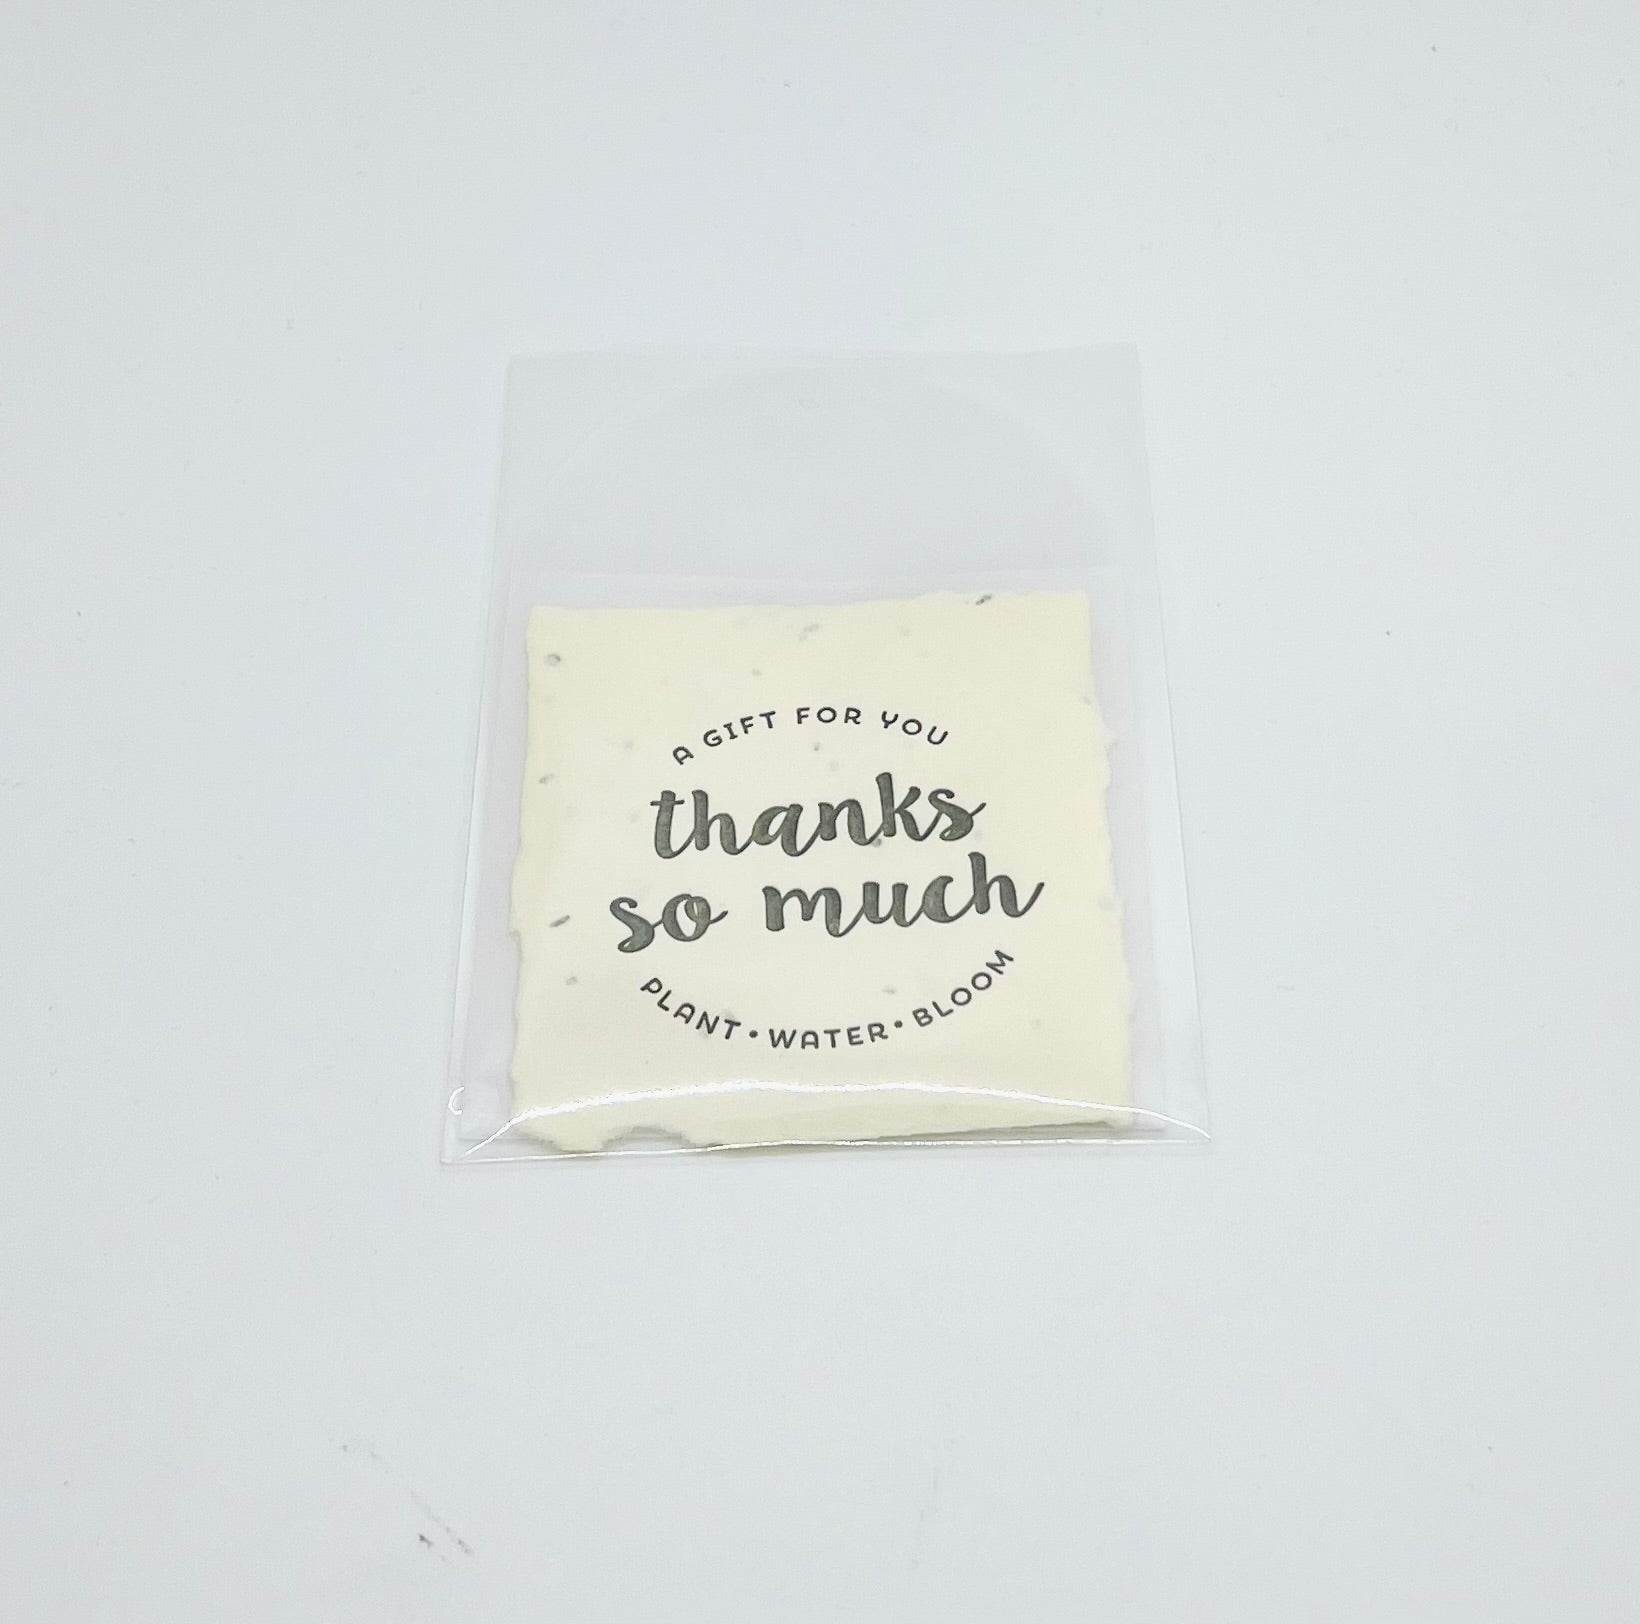 A GIFT FOR YOU
thanks
so much
PLANT • WATER • BLOOM